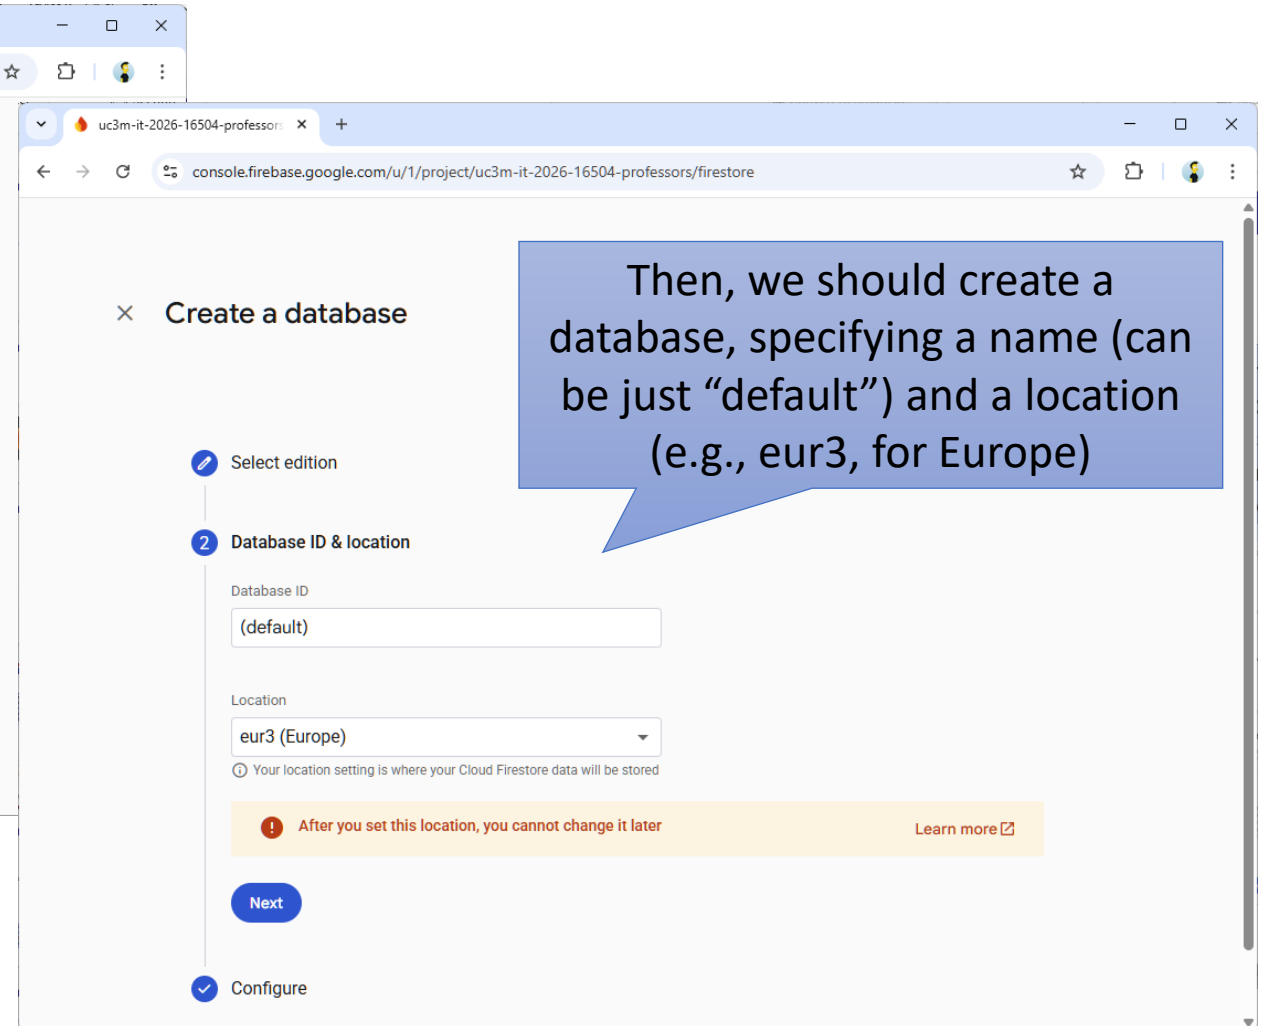 uc3m-it-2026-16504-professors
console.firebase.google.com/u/1/project/uc3m-it-2026-16504-professors/firestore
Create a database
Then, we should create a
database, specifying a name (can
be just “default”) and a location
(e.g., eur3, for Europe)
Select edition
2 Database ID & location
Database ID
(default)
Location
eur3 (Europe)
Your location setting is where your Cloud Firestore data will be stored
After you set this location, you cannot change it later
Learn more
Next
Configure